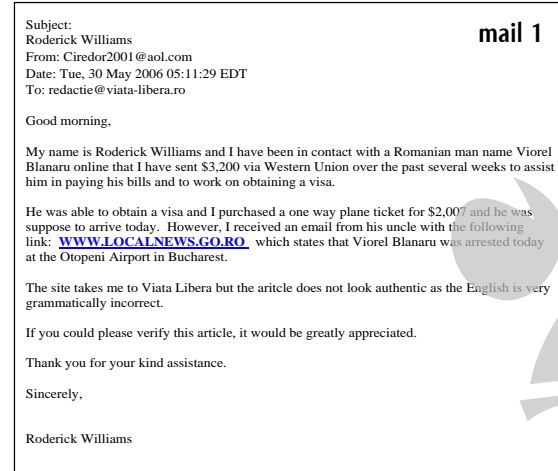 Subject:
Roderick Williams
mail 1
From: Ciredor2001@aol.com
Date: Tue, 30 May 2006 05:11:29 EDT
To: redactie@viata-libera.ro
Good morning,
My name is Roderick Williams and I have been in contact with a Romanian man name Viorel
Blanaru online that I have sent $3,200 via Western Union over the past several weeks to assist
him in paying his bills and to work on obtaining a visa.
He was able to obtain a visa and I purchased a one way plane ticket for $2,007 and he was
suppose to arrive today. However, I received an email from his uncle with the following
link: WWW.LOCALNEWS.GO.RO which states that Viorel Blanaru was arrested today
at the Otopeni Airport in Bucharest.
The site takes me to Viata Libera but the aritcle does not look authentic as the English is very
grammatically incorrect.
If you could please verify this article, it would be greatly appreciated.
Thank you for your kind assistance.
Sincerely,
Roderick Williams